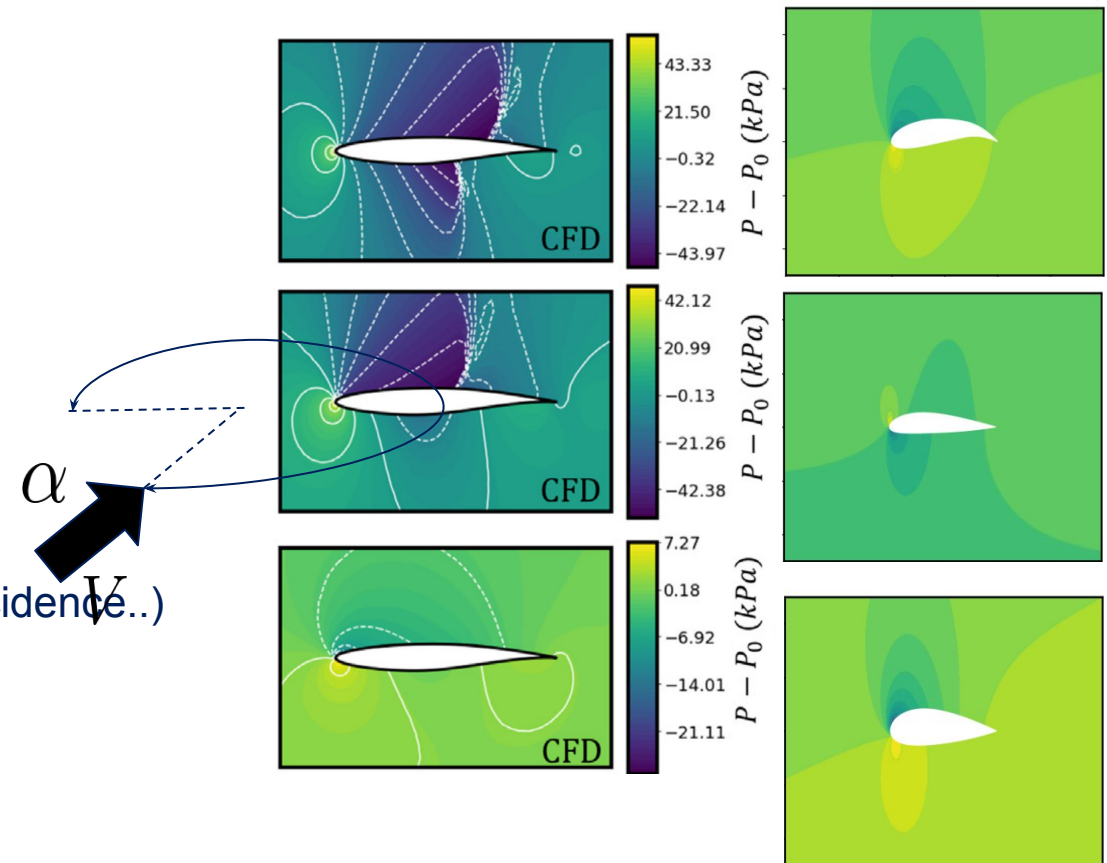 43.33
21.50
−0.32
−22.14
−43.97
P − P₀ (kPa)
CFD
42.12
20.99
−0.13
−21.26
−42.38
P − P₀ (kPa)
CFD
α
V
idence..)
7.27
0.18
−6.92
−14.01
−21.11
P − P₀ (kPa)
CFD